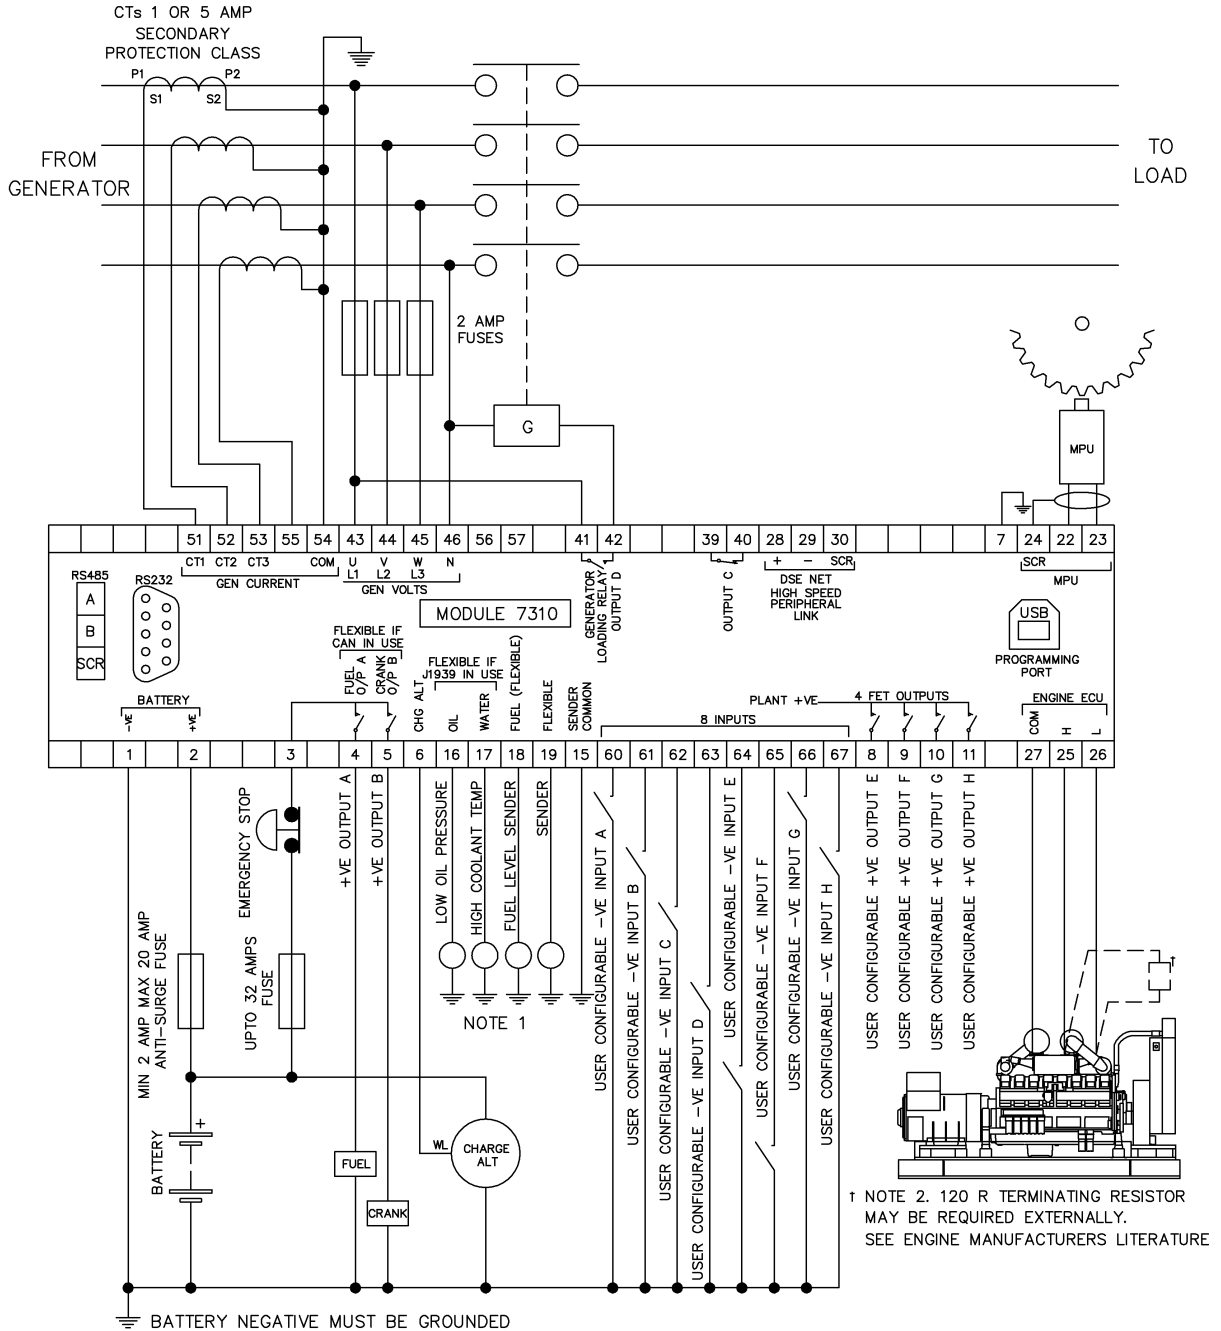 CTs 1 OR 5 AMP
SECONDARY
PROTECTION CLASS
P1
P2
S1
S2
FROM
GENERATOR
TO
LOAD
2 AMP
FUSES
G
MPU
51 52 53 55 54 43 44 45 46 56 57 41 42 39 40 28 29 30 7 24 22 23
CT1 CT2 CT3 COM U V W N
L1 L2 L3
GEN CURRENT
GEN VOLTS
GENERATOR
LOADING RELAY
OUTPUT D
OUTPUT C
+ − SCR
DSE NET
HIGH SPEED
PERIPHERAL
LINK
SCR
MPU
RS485
A
B
SCR
RS232
MODULE 7310
USB
PROGRAMMING
PORT
FLEXIBLE IF
CAN IN USE
FUEL
O/P A
CRANK
O/P B
FLEXIBLE IF
J1939 IN USE
BATTERY
−VE
+VE
CHG ALT
OIL
WATER
FUEL (FLEXIBLE)
FLEXIBLE
SENDER
COMMON
8 INPUTS
PLANT +VE
4 FET OUTPUTS
ENGINE ECU
COM
H
L
1 2 3 4 5 6 16 17 18 19 15 60 61 62 63 64 65 66 67 8 9 10 11 27 25 26
EMERGENCY STOP
+VE OUTPUT A
+VE OUTPUT B
LOW OIL PRESSURE
HIGH COOLANT TEMP
FUEL LEVEL SENDER
SENDER
NOTE 1
USER CONFIGURABLE −VE INPUT A
USER CONFIGURABLE −VE INPUT B
USER CONFIGURABLE −VE INPUT C
USER CONFIGURABLE −VE INPUT D
USER CONFIGURABLE −VE INPUT E
USER CONFIGURABLE −VE INPUT F
USER CONFIGURABLE −VE INPUT G
USER CONFIGURABLE −VE INPUT H
USER CONFIGURABLE +VE OUTPUT E
USER CONFIGURABLE +VE OUTPUT F
USER CONFIGURABLE +VE OUTPUT G
USER CONFIGURABLE +VE OUTPUT H
MIN 2 AMP MAX 20 AMP
ANTI−SURGE FUSE
UPTO 32 AMPS
FUSE
†
BATTERY
+
WL
CHARGE
ALT
FUEL
CRANK
† NOTE 2. 120 R TERMINATING RESISTOR
MAY BE REQUIRED EXTERNALLY.
SEE ENGINE MANUFACTURERS LITERATURE
BATTERY NEGATIVE MUST BE GROUNDED